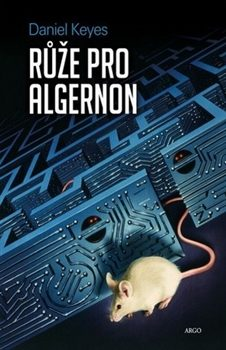 Daniel Keyes
RŮŽE PRO
ALGERNON
ARGO